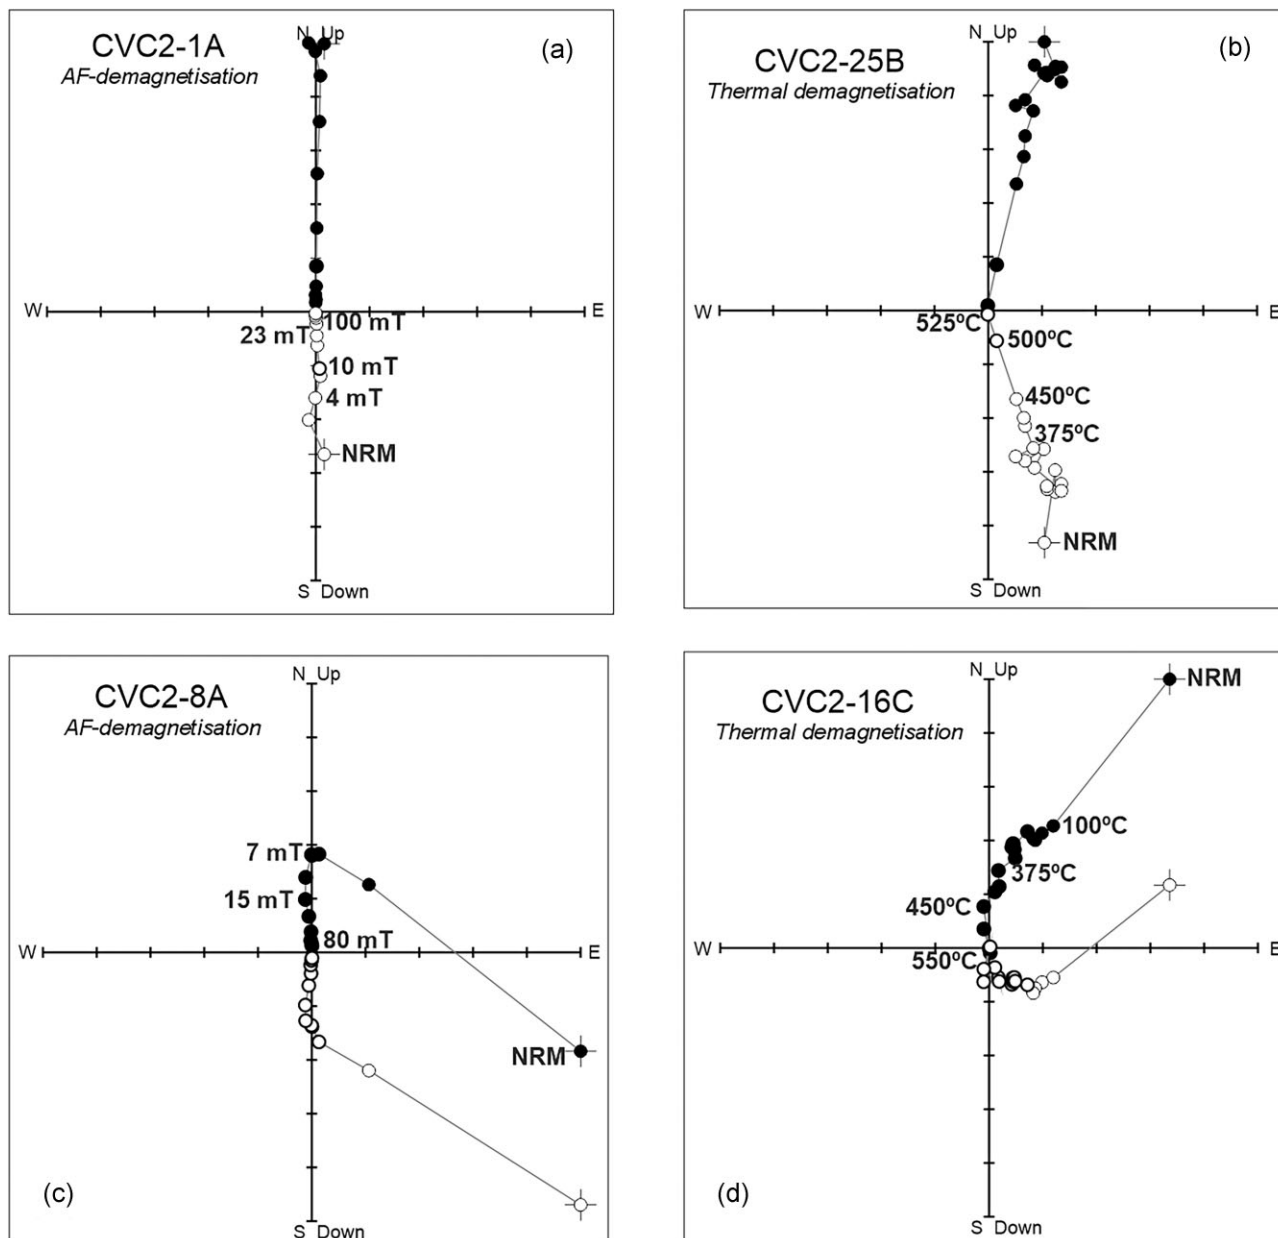 CVC2-1A
AF-demagnetisation
(a)
N Up
W
E
100 mT
23 mT
10 mT
4 mT
NRM
S Down
CVC2-25B
Thermal demagnetisation
(b)
N Up
W
E
525ºC
500ºC
450ºC
375ºC
NRM
S Down
CVC2-8A
AF-demagnetisation
N Up
7 mT
15 mT
80 mT
W
E
NRM
(c)
S Down
CVC2-16C
Thermal demagnetisation
N Up
NRM
100ºC
375ºC
450ºC
W
E
550ºC
(d)
S Down